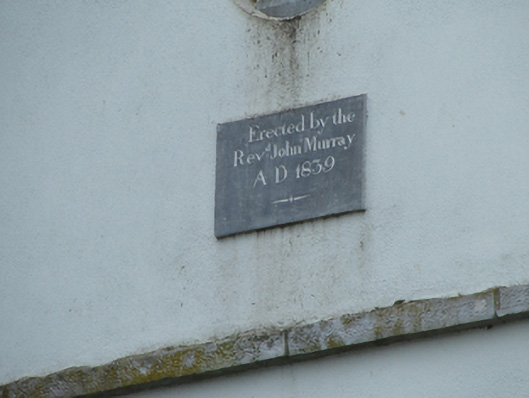 Erected by the
Revd John Murray
A D 1839